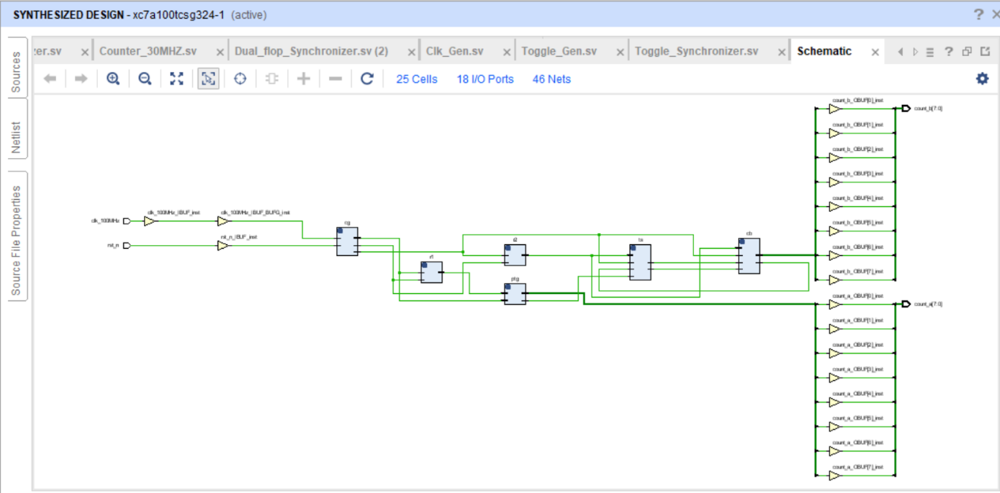 SYNTHESIZED DESIGN - xc7a100tcsg324-1 (active)
zer.sv
Counter_30MHZ.sv
Dual_flop_Synchronizer.sv (2)
Clk_Gen.sv
Toggle_Gen.sv
Toggle_Synchronizer.sv
Schematic
25 Cells
18 I/O Ports
46 Nets
Sources
Netlist
Source File Properties
clk_100MHz
clk_100MHz_IBUF_inst
clk_100MHz_IBUF_BUFG_inst
rst_n
rst_n_IBUF_inst
cg
r1
r2
ptg
ts
cb
count_b_OBUF[0]_inst
count_b[7:0]
count_b_OBUF[1]_inst
count_b_OBUF[2]_inst
count_b_OBUF[3]_inst
count_b_OBUF[4]_inst
count_b_OBUF[5]_inst
count_b_OBUF[6]_inst
count_b_OBUF[7]_inst
count_a_OBUF[0]_inst
count_a[7:0]
count_a_OBUF[1]_inst
count_a_OBUF[2]_inst
count_a_OBUF[3]_inst
count_a_OBUF[4]_inst
count_a_OBUF[5]_inst
count_a_OBUF[6]_inst
count_a_OBUF[7]_inst